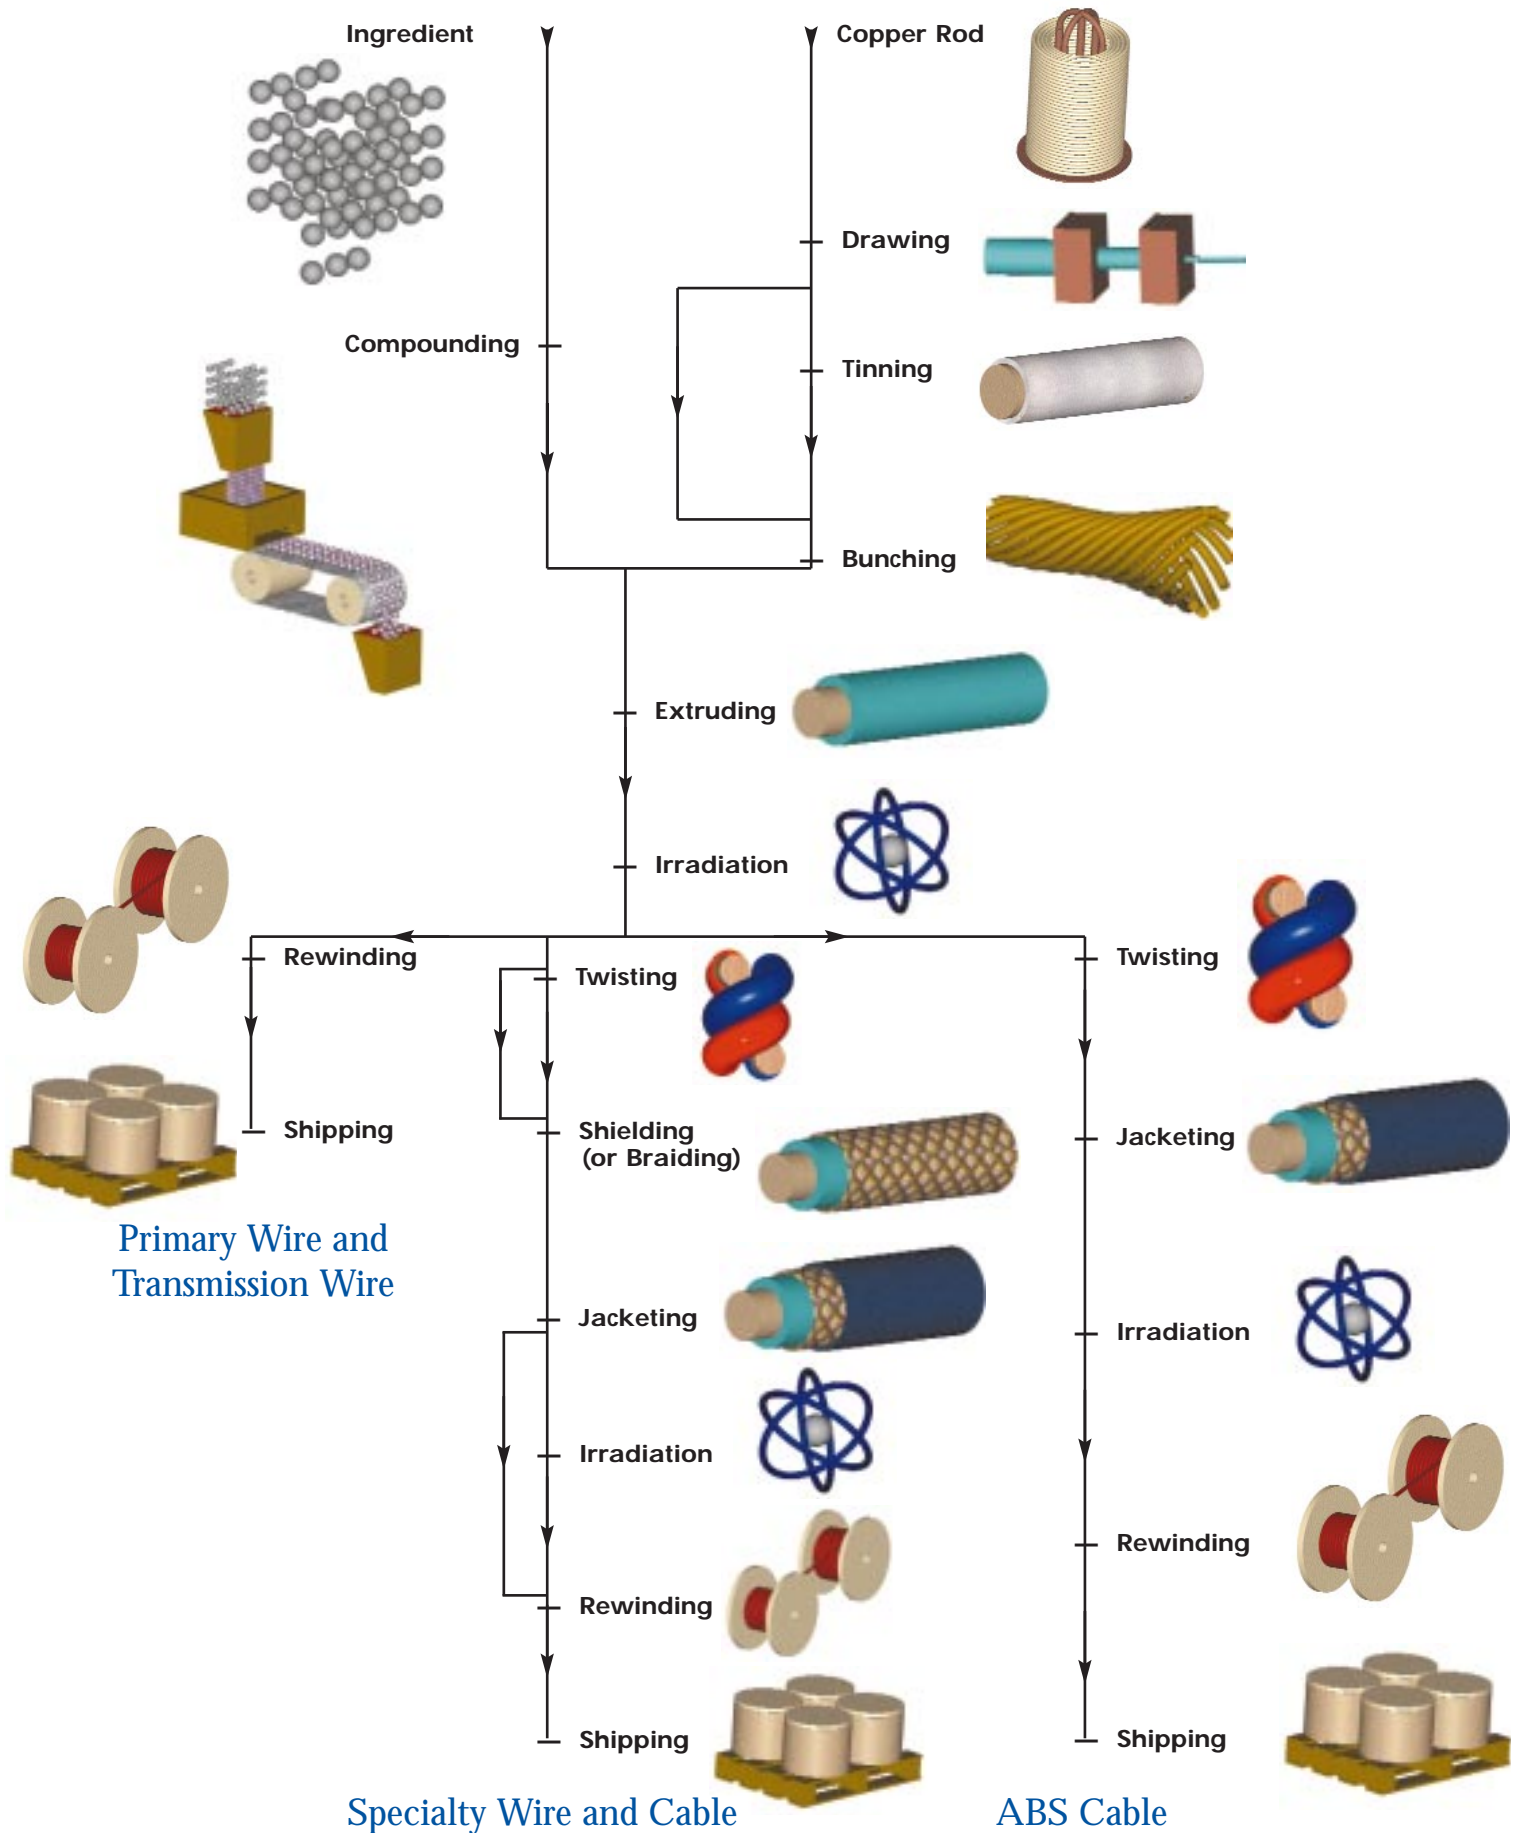 Ingredient
Copper Rod
Drawing
Compounding
Tinning
Bunching
Extruding
Irradiation
Rewinding
Shipping
Primary Wire and
Transmission Wire
Twisting
Shielding
(or Braiding)
Jacketing
Irradiation
Rewinding
Shipping
Specialty Wire and Cable
Twisting
Jacketing
Irradiation
Rewinding
Shipping
ABS Cable